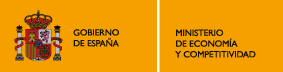 GOBIERNO
DE ESPAÑA
MINISTERIO
DE ECONOMÍA
Y COMPETITIVIDAD